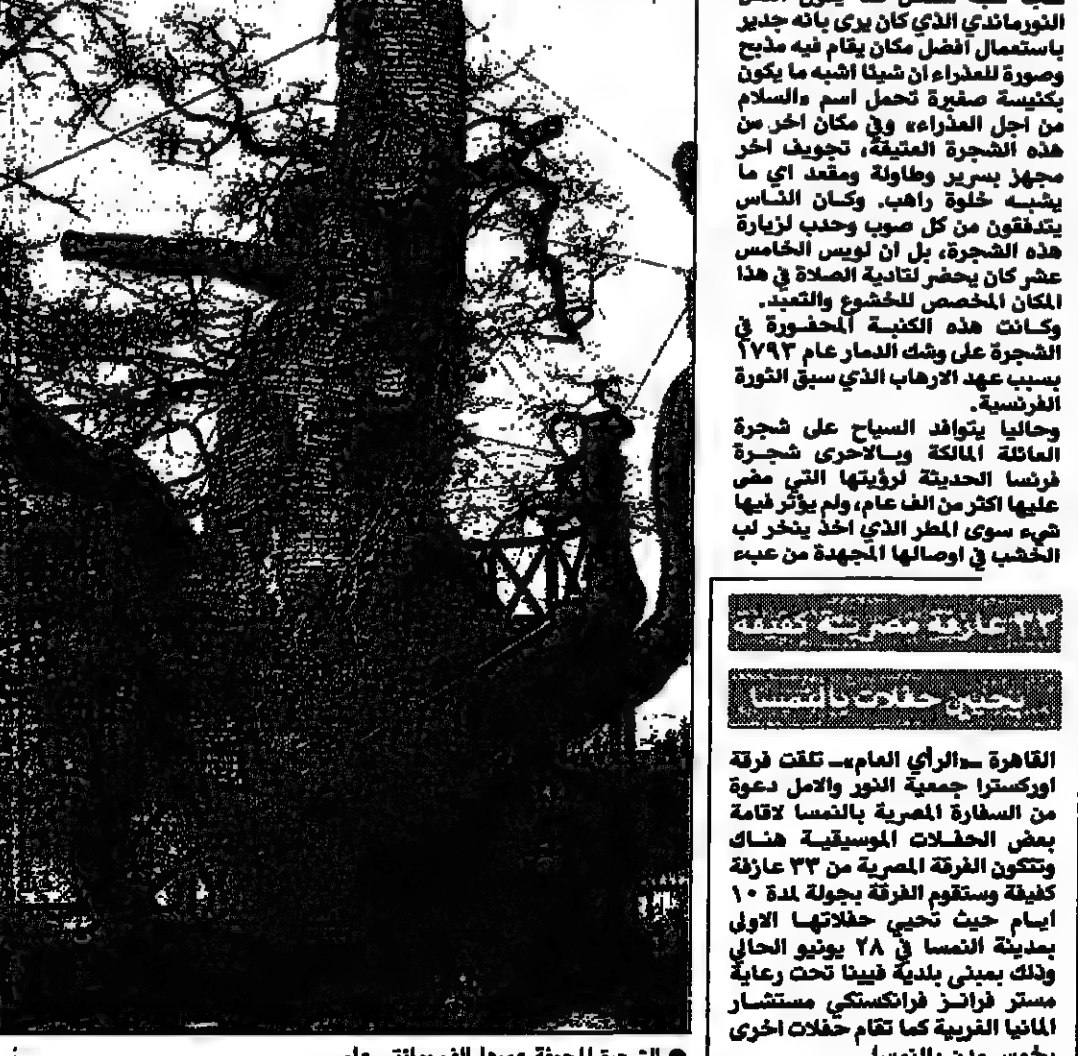 النورماندي الذي كان يرى بانه جدير
باستعمال افضل مكان يقام فيه مذبح
وصورة للعذراء ان شيئا اشبه ما يكون
بكنيسة صغيرة تحمل اسم «السلام
من اجل العذراء» وفي مكان اخر من
هذه الشجرة العتيقة، تجويف اخر
مجهز بسرير وطاولة ومقعد اي ما
يشبه خلوة راهب. وكان الناس
يتدفقون من كل صوب وحدب لزيارة
هذه الشجرة، بل ان لويس الخامس
عشر كان يحضر لتادية الصلاة في هذا
المكان المخصص للخشوع والتعبد.
وكانت هذه الكنبة المحفورة في
الشجرة على وشك الدمار عام ١٧٩٣
بسبب عهد الارهاب الذي سبق الثورة
الفرنسية.
وحاليا يتوافد السياح على شجرة
العائلة المالكة وبالاحرى شجرة
فرنسا الحديثة لرؤيتها التي مضى
عليها اكثر من الف عام، ولم يؤثر فيها
شيء سوى المطر الذي اخذ ينخر لب
الخشب في اوصالها المجهدة من عبء
٣٣ عازفة مصرية كفيفة
يحيين حفلات بالنمسا
القاهرة ـ«الرأي العام»ـ تلقت فرقة
اوركسترا جمعية النور والامل دعوة
من السفارة المصرية بالنمسا لاقامة
بعض الحفلات الموسيقية هناك
وتتكون الفرقة المصرية من ٣٣ عازفة
كفيفة وستقوم الفرقة بجولة لمدة ١٠
ايام حيث تحيي حفلاتها الاولى
بمدينة النمسا في ٢٨ يونيو الحالي
وذلك بمبنى بلدية فيينا تحت رعاية
مستر فرانز فرانكستكي مستشار
المانيا الغربية كما تقام حفلات اخرى